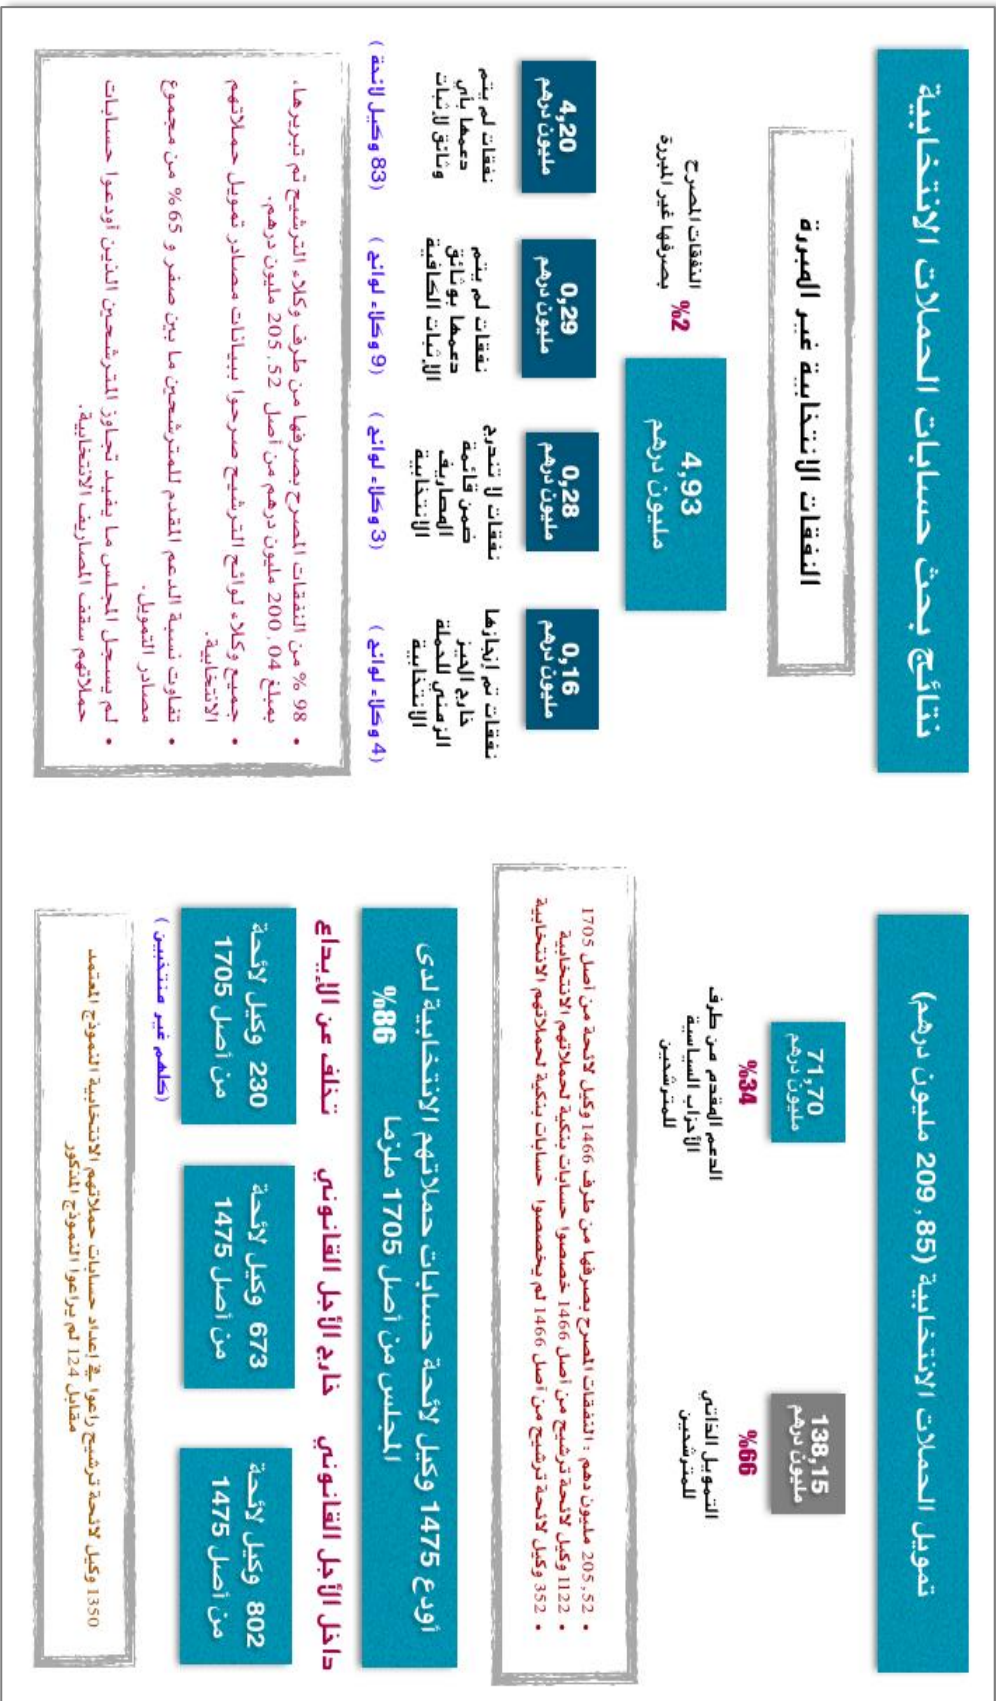 نتائج بحث حسابات الحملات الانتخابية
النفقات الانتخابية غير المبررة
4,93
مليون درهم
%2
النفقات المصرح
بصرفها غير المبررة
4,20
مليون درهم
نفقات لم يتم
دعمها بأي
وثائق لإثبات
(83 وكيل لائحة )
0,29
مليون درهم
نفقات لم يتم
دعمها بوثائق
الإثبات الكافية
(9 وكلاء لوائح )
0,28
مليون درهم
نفقات لا تندرج
ضمن قائمة
المصاريف
الانتخابية
(3 وكلاء لوائح )
0,16
مليون درهم
نفقات تم إنجازها
خارج الحيز
الزمني للحملة
الانتخابية
(4 وكلاء لوائح )
• 98 % من النفقات المصرح بصرفها من طرف وكلاء الترشيح تم تبريرها،
بمبلغ 200,04 مليون درهم من أصل 205,52 مليون درهم.
• جميع وكلاء لوائح الترشيح صرحوا ببيانات مصادر تمويل حملاتهم
الانتخابية.
• تفاوت نسبة الدعم المقدم للمترشحين ما بين صفر و 65 % من مجموع
مصادر التمويل.
• لم يسجل المجلس ما يفيد تجاوز المترشحين الذين أودعوا حسابات
حملاتهم سقف المصاريف الانتخابية.
تمويل الحملات الانتخابية (209,85 مليون درهم)
71,70
مليون درهم
%34
الدعم المقدم من طرف
الأحزاب السياسية
للمترشحين
138,15
مليون درهم
%66
التمويل الذاتي
للمترشحين
• 205,52 مليون دهم : النفقات المصرح بصرفها من طرف 1466 وكيل لائحة من أصل 1705
• 1122 وكيل لائحة ترشيح من أصل 1466 خصصوا حسابات بنكية لحملاتهم الانتخابية
• 352 وكيل لائحة ترشيح من أصل 1466 لم يخصصوا حسابات بنكية لحملاتهم الانتخابية
أودع 1475 وكيل لائحة حسابات حملاتهم الانتخابية لدى
المجلس من أصل 1705 ملزما %86
تخلف عن الإيداع
230 وكيل لائحة
من أصل 1705
(كلهم غير منتخبين )
خارج الأجل القانوني
673 وكيل لائحة
من أصل 1475
داخل الأجل القانوني
802 وكيل لائحة
من أصل 1475
1350 وكيل لائحة ترشيح راعوا في إعداد حسابات حملاتهم الانتخابية النموذج المعتمد
مقابل 124 لم يراعوا النموذج المذكور